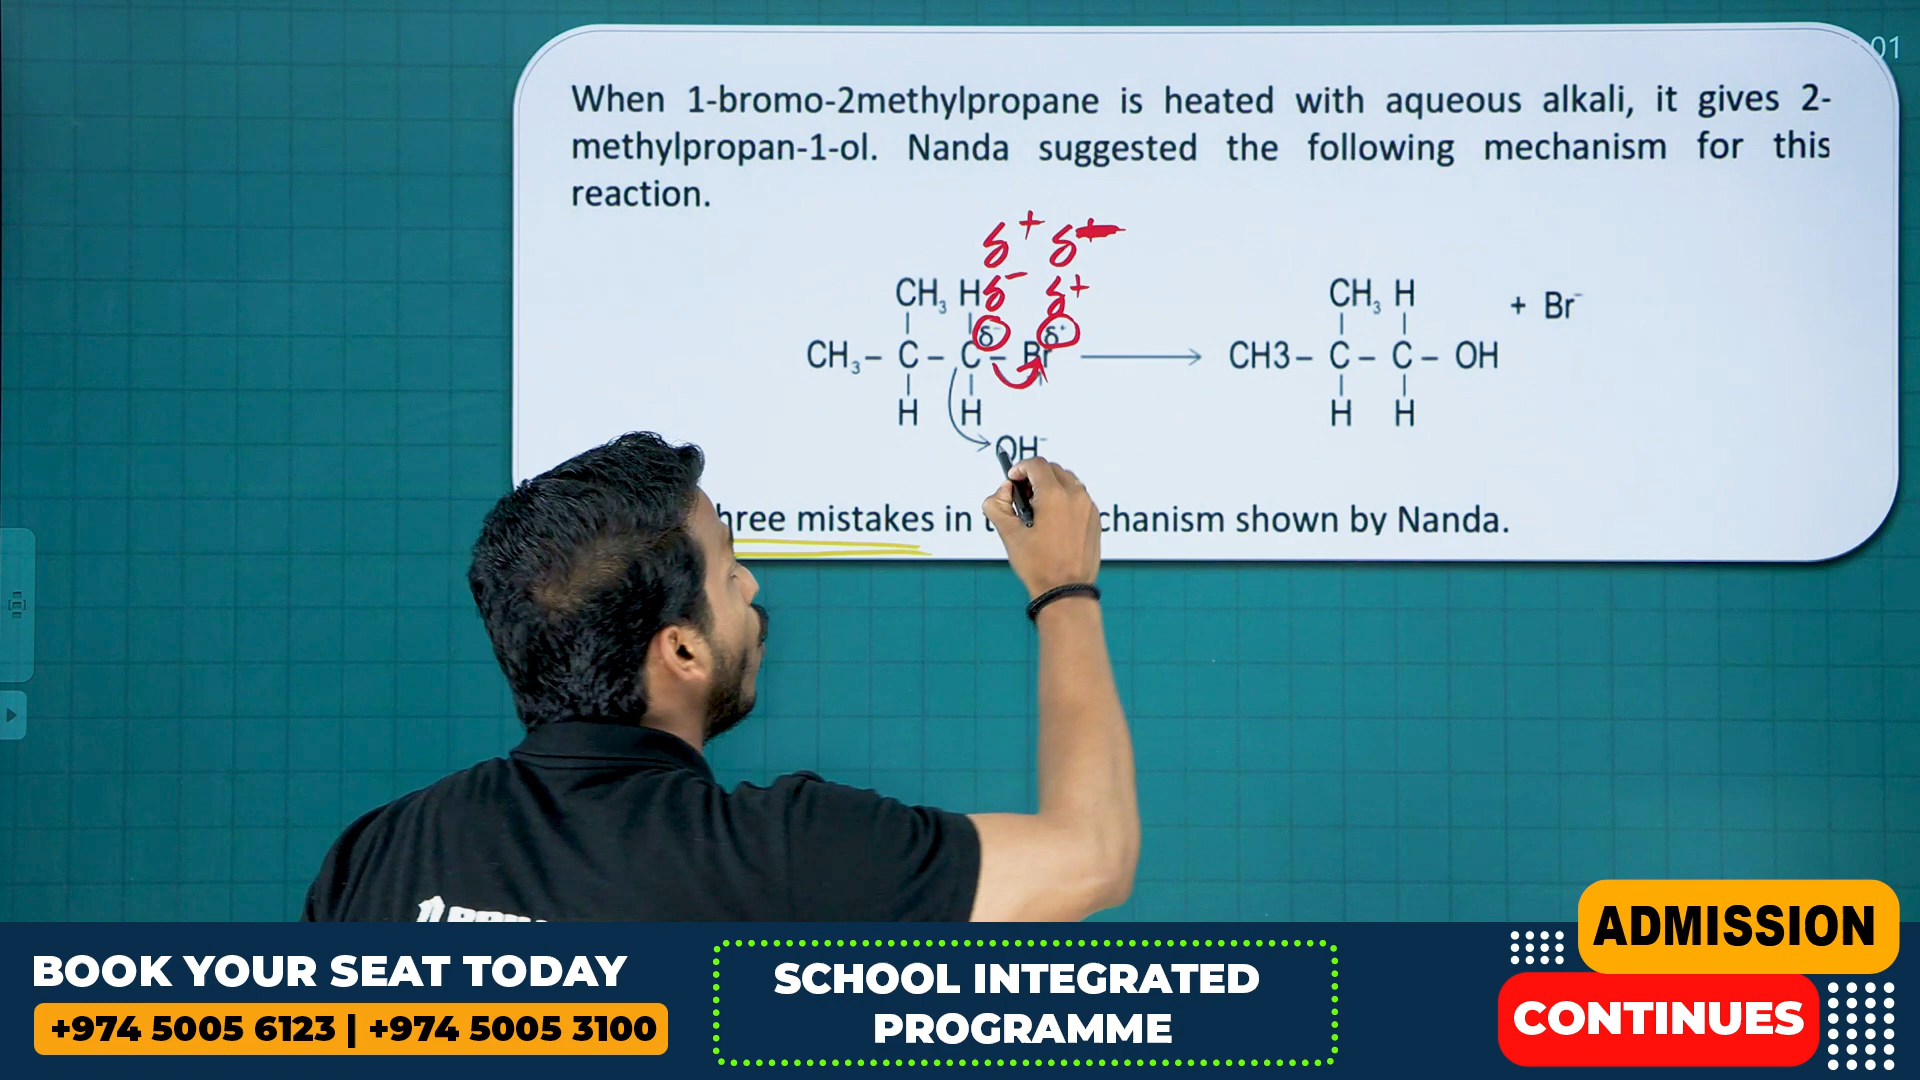 01
When 1-bromo-2methylpropane is heated with aqueous alkali, it gives 2-
methylpropan-1-ol. Nanda suggested the following mechanism for this
reaction.
δ+ δ-
CH₃ Hδ- δ+
δ- δ+
CH₃ – C – C – Br
H H
OH-
CH₃ H + Br-
CH3 – C – C – OH
H H
three mistakes in chanism shown by Nanda.
BOOK YOUR SEAT TODAY
+974 5005 6123 | +974 5005 3100
SCHOOL INTEGRATED
PROGRAMME
ADMISSION
CONTINUES